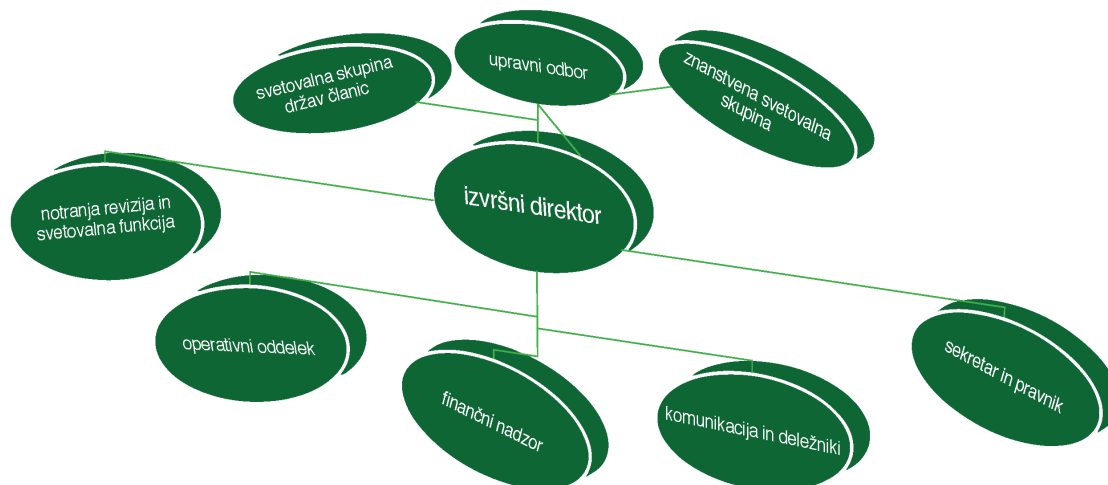 svetovalna skupina
držav članic
upravni odbor
znanstvena svetovalna
skupina
izvršni direktor
notranja revizija in
svetovalna funkcija
operativni oddelek
finančni nadzor
komunikacija in deležniki
sekretar in pravnik